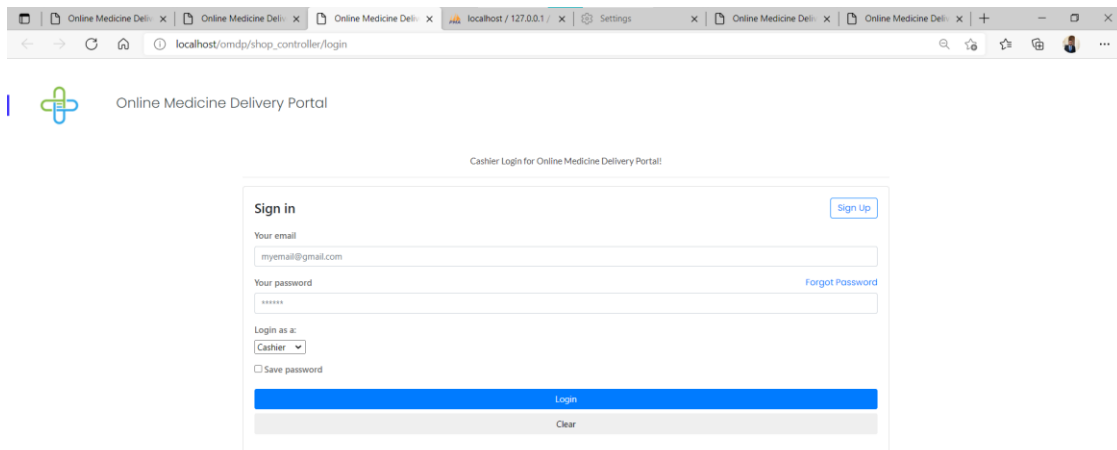 Online Medicine Deliv
Online Medicine Deliv
Online Medicine Deliv
localhost / 127.0.0.1 /
Settings
Online Medicine Deliv
Online Medicine Deliv
localhost/omdp/shop_controller/login
Online Medicine Delivery Portal
Cashier Login for Online Medicine Delivery Portal!
Sign in
Sign Up
Your email
myemail@gmail.com
Your password
Forgot Password
******
Login as a:
Cashier
Save password
Login
Clear